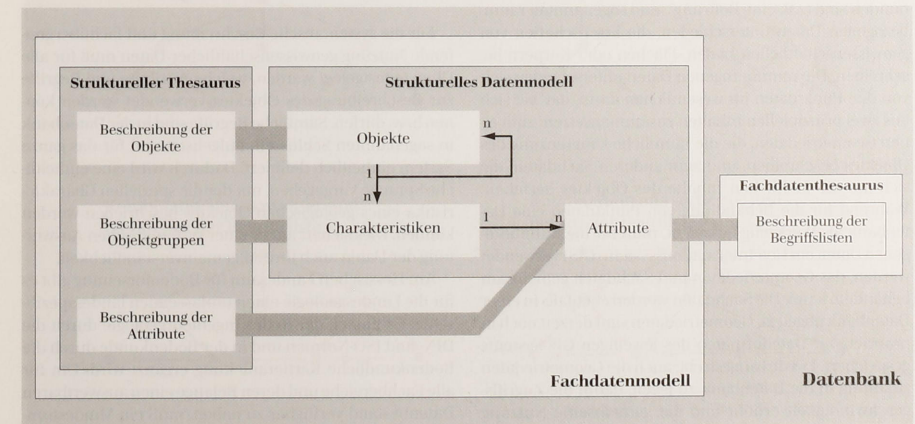 Struktureller Thesaurus
Strukturelles Datenmodell
Beschreibung der
Objekte
Objekte
n
1
n
Beschreibung der
Objektgruppen
Charakteristiken
1
n
Attribute
Fachdatenthesaurus
Beschreibung der
Begriffslisten
Beschreibung der
Attribute
Fachdatenmodell
Datenbank